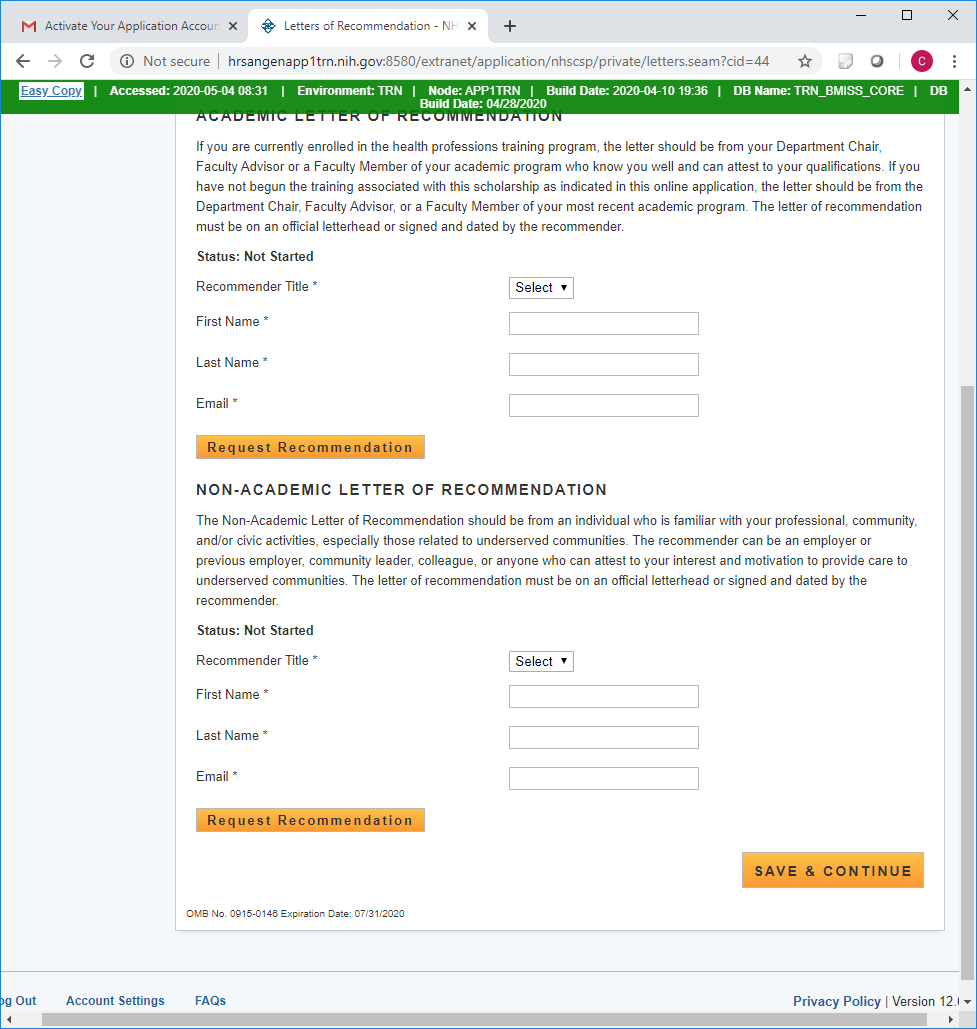 Activate Your Application Accoun
Letters of Recommendation - NH
Not secure | hrsangenapp1trn.nih.gov:8580/extranet/application/nhscsp/private/letters.seam?cid=44
C
Easy Copy | Accessed: 2020-05-04 08:31 | Environment: TRN | Node: APP1TRN | Build Date: 2020-04-10 19:36 | DB Name: TRN_BMISS_CORE | DB
Build Date: 04/28/2020
ACADEMIC LETTER OF RECOMMENDATION
If you are currently enrolled in the health professions training program, the letter should be from your Department Chair,
Faculty Advisor or a Faculty Member of your academic program who know you well and can attest to your qualifications. If you
have not begun the training associated with this scholarship as indicated in this online application, the letter should be from the
Department Chair, Faculty Advisor, or a Faculty Member of your most recent academic program. The letter of recommendation
must be on an official letterhead or signed and dated by the recommender.
Status: Not Started
Recommender Title * Select
First Name *
Last Name *
Email *
Request Recommendation
NON-ACADEMIC LETTER OF RECOMMENDATION
The Non-Academic Letter of Recommendation should be from an individual who is familiar with your professional, community,
and/or civic activities, especially those related to underserved communities. The recommender can be an employer or
previous employer, community leader, colleague, or anyone who can attest to your interest and motivation to provide care to
underserved communities. The letter of recommendation must be on an official letterhead or signed and dated by the
recommender.
Status: Not Started
Recommender Title * Select
First Name *
Last Name *
Email *
Request Recommendation
SAVE & CONTINUE
OMB No. 0915-0146 Expiration Date: 07/31/2020
og Out Account Settings FAQs Privacy Policy | Version 12.